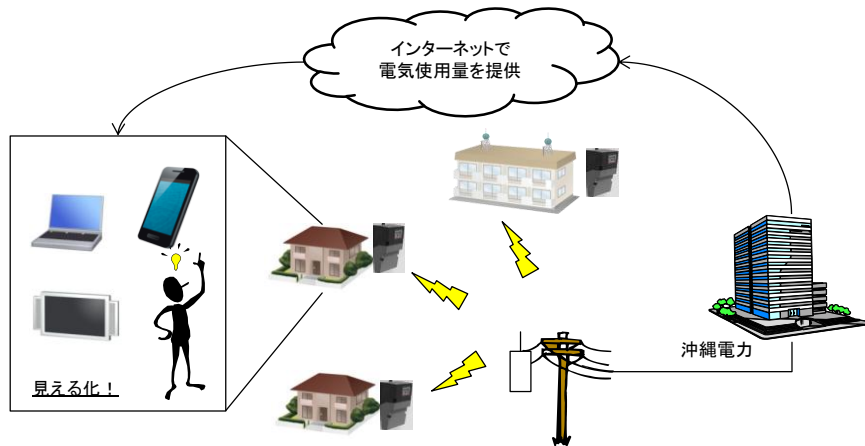 インターネットで
電気使用量を提供
沖縄電力
見える化！